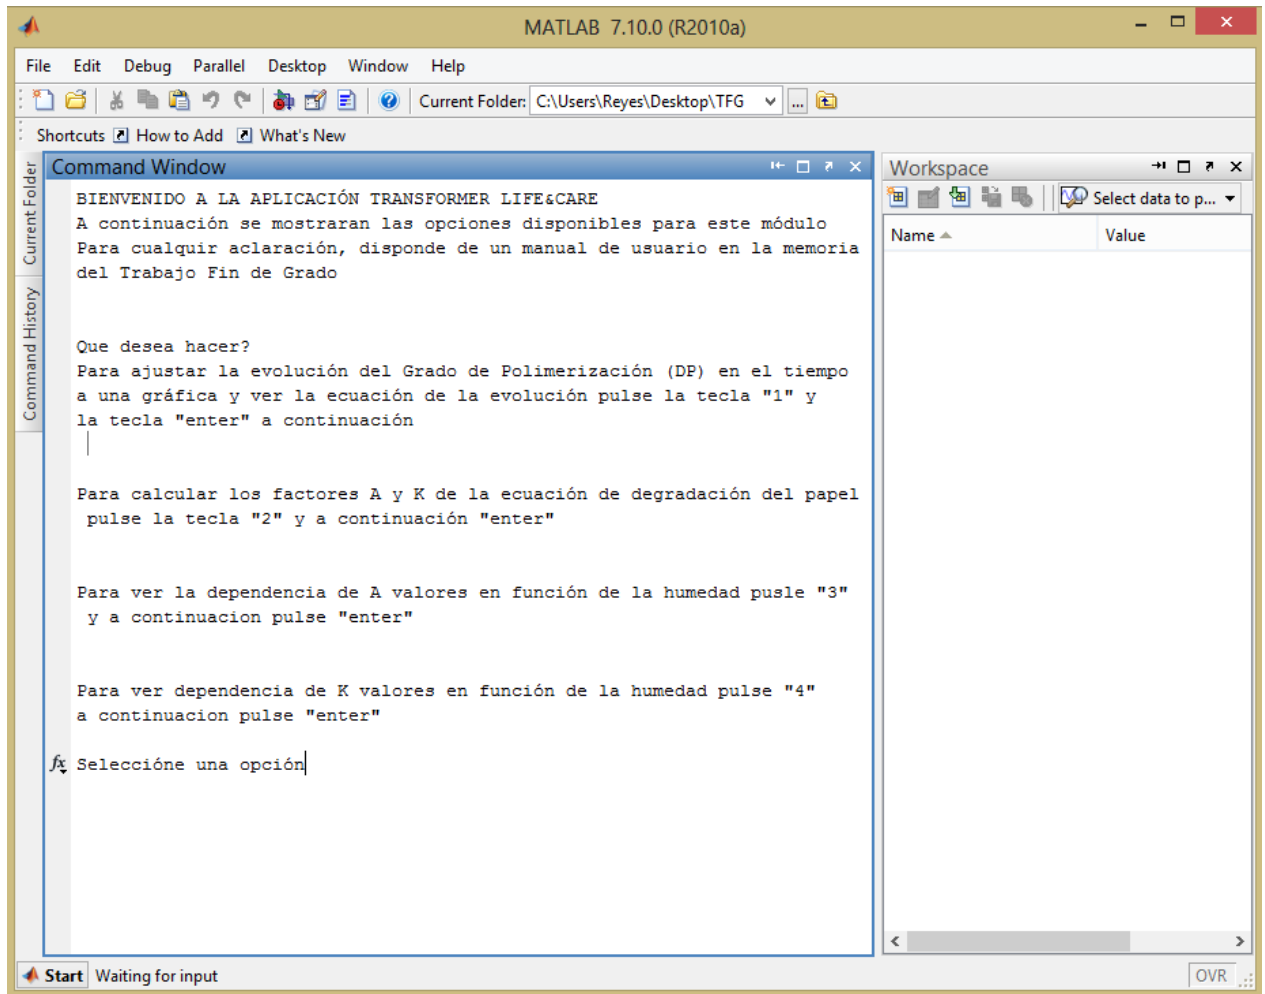 MATLAB 7.10.0 (R2010a)
File Edit Debug Parallel Desktop Window Help
Current Folder: C:\Users\Reyes\Desktop\TFG ...
Shortcuts How to Add What's New
Current Folder
Command History
Command Window
BIENVENIDO A LA APLICACIÓN TRANSFORMER LIFE&CARE
A continuación se mostraran las opciones disponibles para este módulo
Para cualquir aclaración, disponde de un manual de usuario en la memoria
del Trabajo Fin de Grado
Que desea hacer?
Para ajustar la evolución del Grado de Polimerización (DP) en el tiempo
a una gráfica y ver la ecuación de la evolución pulse la tecla "1" y
la tecla "enter" a continuación
Para calcular los factores A y K de la ecuación de degradación del papel
pulse la tecla "2" y a continuación "enter"
Para ver la dependencia de A valores en función de la humedad pusle "3"
y a continuacion pulse "enter"
Para ver dependencia de K valores en función de la humedad pulse "4"
a continuacion pulse "enter"
fx Seleccióne una opción
Workspace
Select data to p...
Name Value
Start Waiting for input
OVR